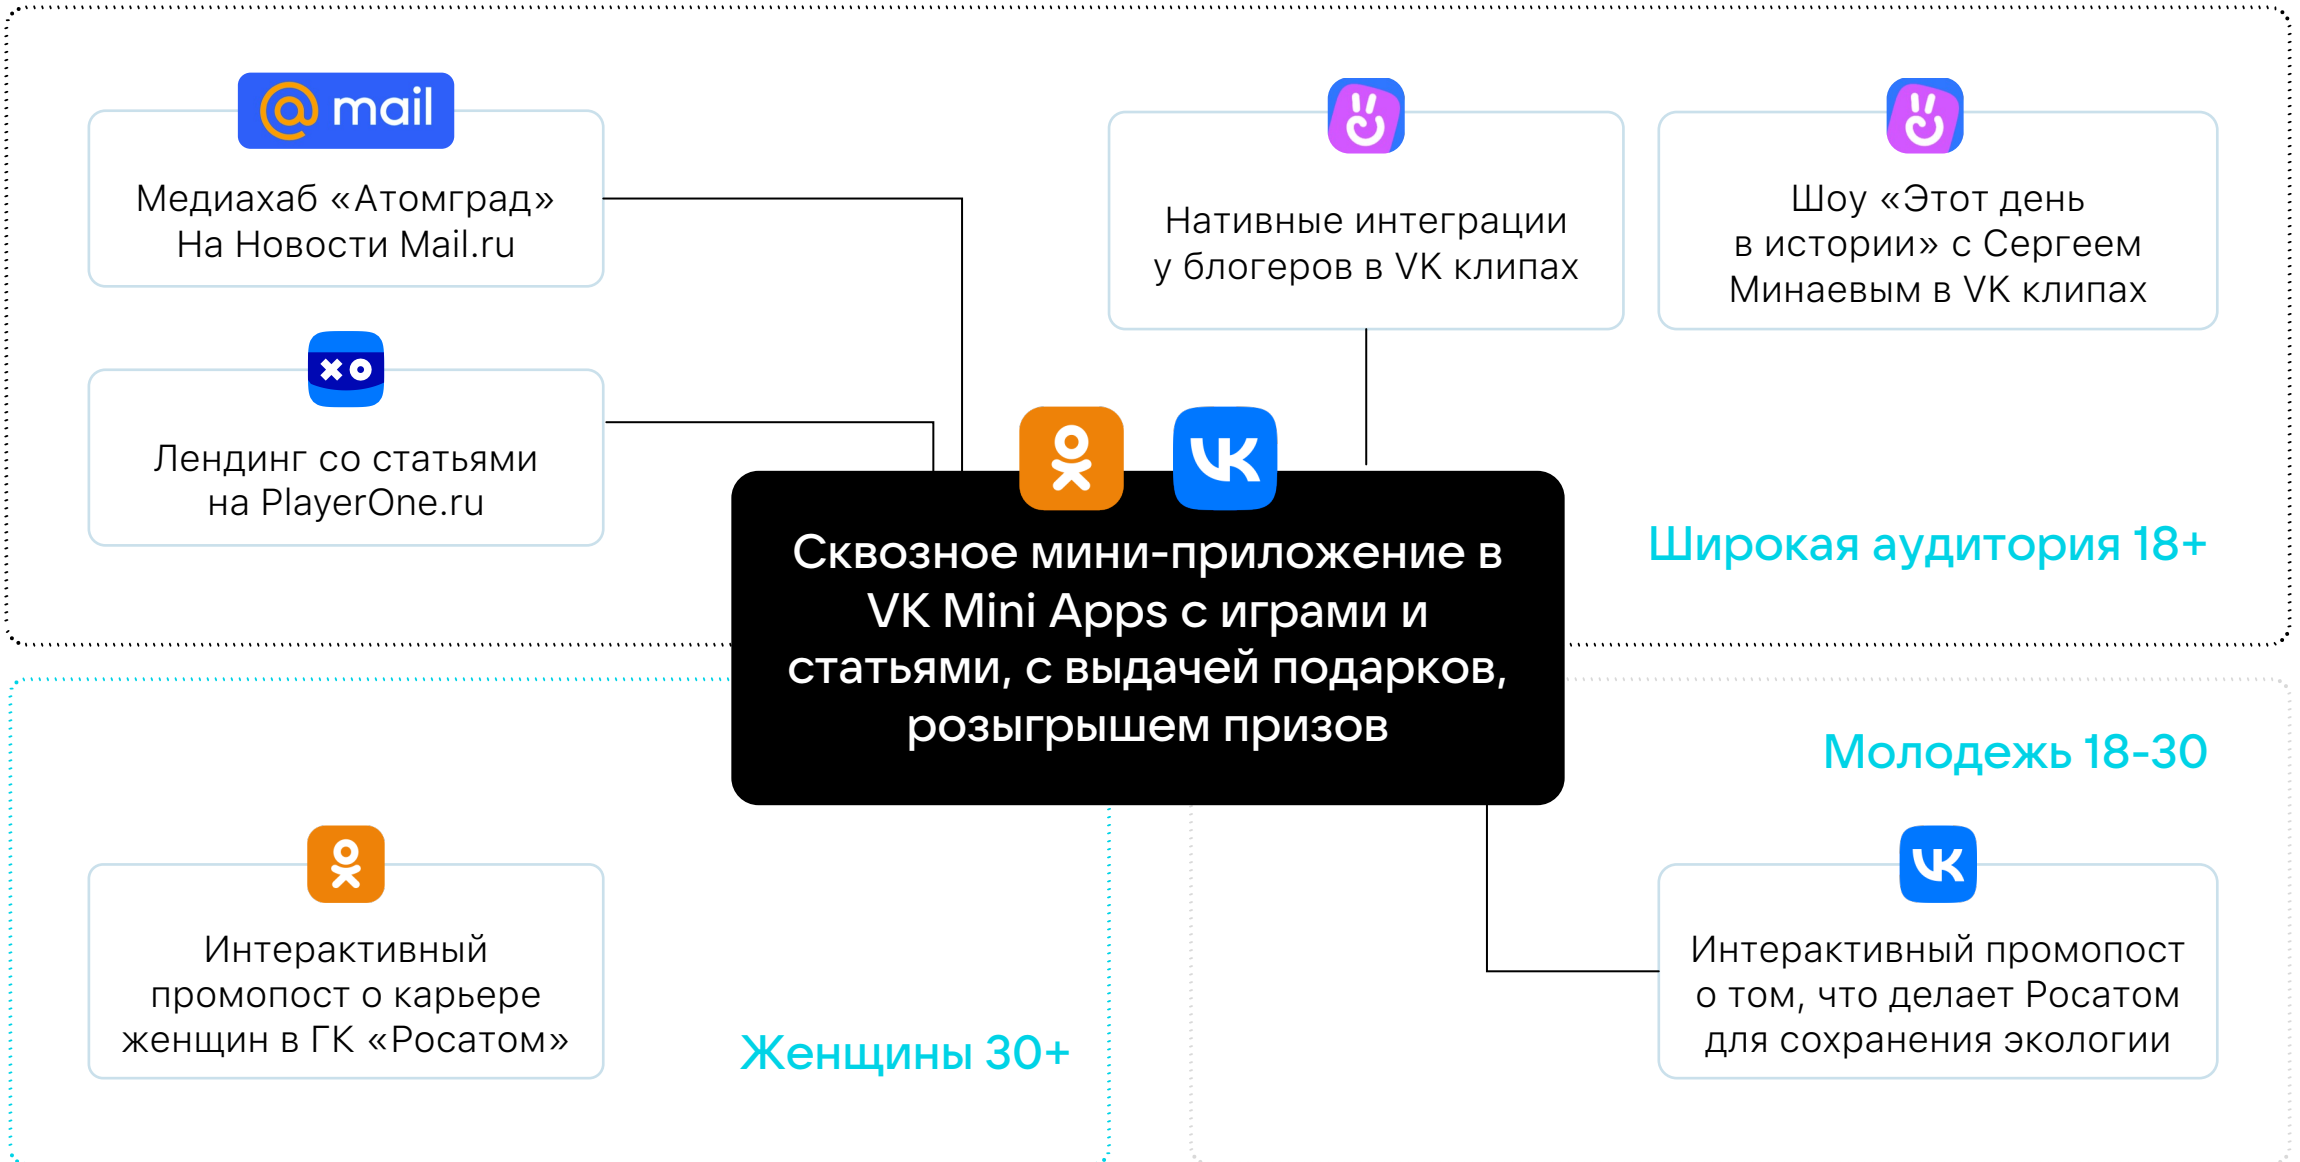 @ mail
Медиахаб «Атомград»
На Новости Mail.ru
Нативные интеграции
у блогеров в VK клипах
Шоу «Этот день
в истории» с Сергеем
Минаевым в VK клипах
XO
Лендинг со статьями
на PlayerOne.ru
VK
Сквозное мини-приложение в
VK Mini Apps с играми и
статьями, с выдачей подарков,
розыгрышем призов
Широкая аудитория 18+
Молодежь 18-30
Интерактивный
промопост о карьере
женщин в ГК «Росатом»
Женщины 30+
VK
Интерактивный промопост
о том, что делает Росатом
для сохранения экологии